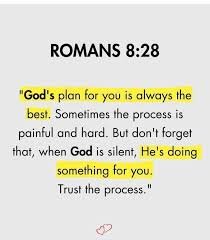 ROMANS 8:28
"God's plan for you is always the
best. Sometimes the process is
painful and hard. But don't forget
that, when God is silent, He's doing
something for you.
Trust the process."